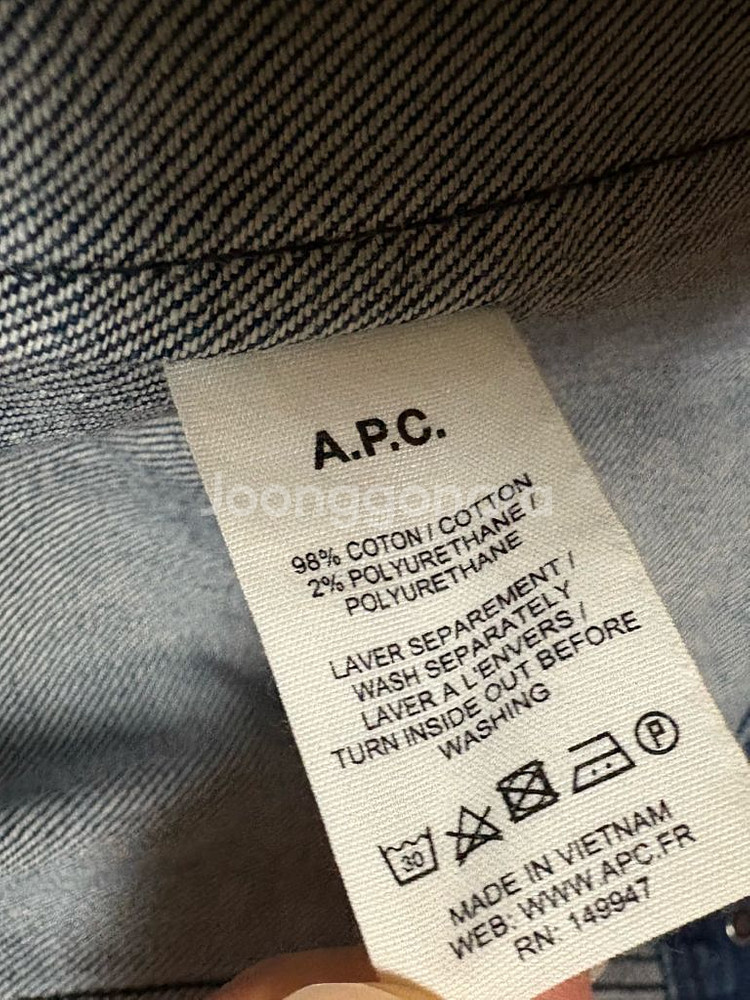 A.P.C.
Joonggonara
98% COTON / COTTON
2% POLYURETHANE /
POLYURETHANE
LAVER SEPAREMENT /
WASH SEPARATELY
LAVER A L'ENVERS /
TURN INSIDE OUT BEFORE
WASHING
30
P
MADE IN VIETNAM
WEB: WWW.APC.FR
RN: 149947